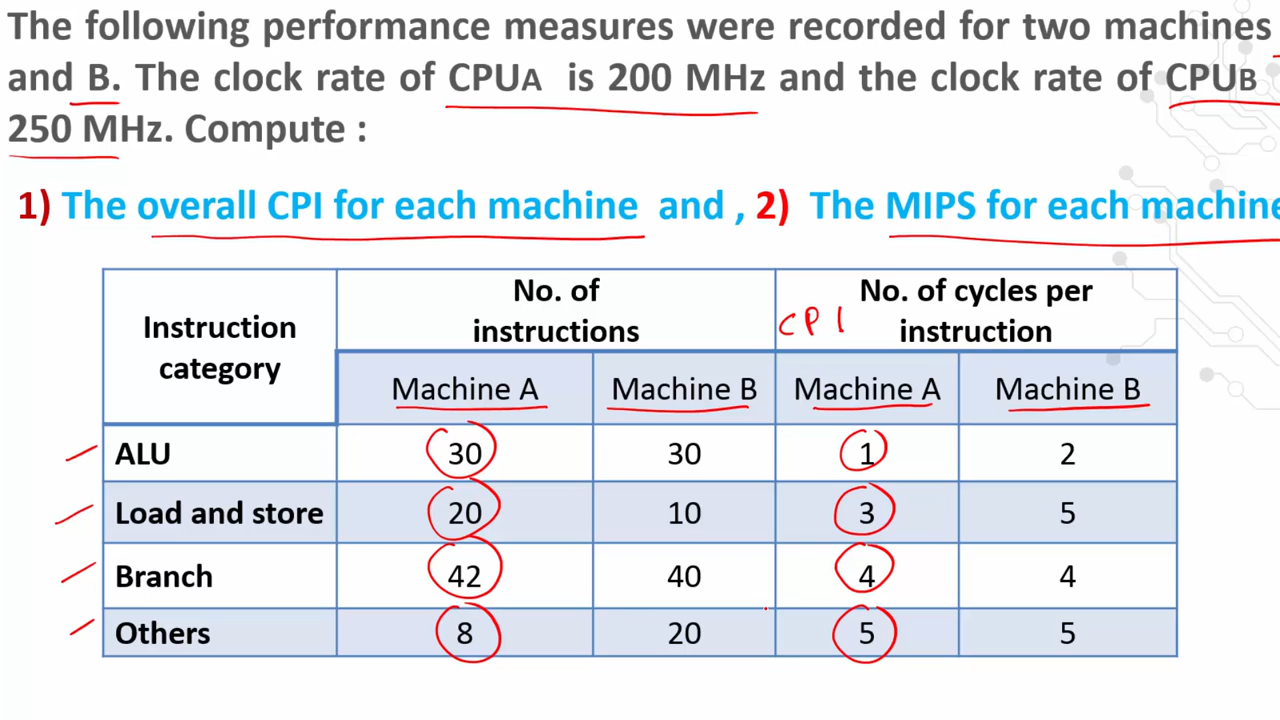 The following performance measures were recorded for two machines
and B. The clock rate of CPUA is 200 MHz and the clock rate of CPUB
250 MHz. Compute :
1) The overall CPI for each machine and , 2) The MIPS for each machine
Instruction category No. of instructions CPI No. of cycles per instruction
Machine A Machine B Machine A Machine B
ALU 30 30 1 2
Load and store 20 10 3 5
Branch 42 40 4 4
Others 8 20 5 5